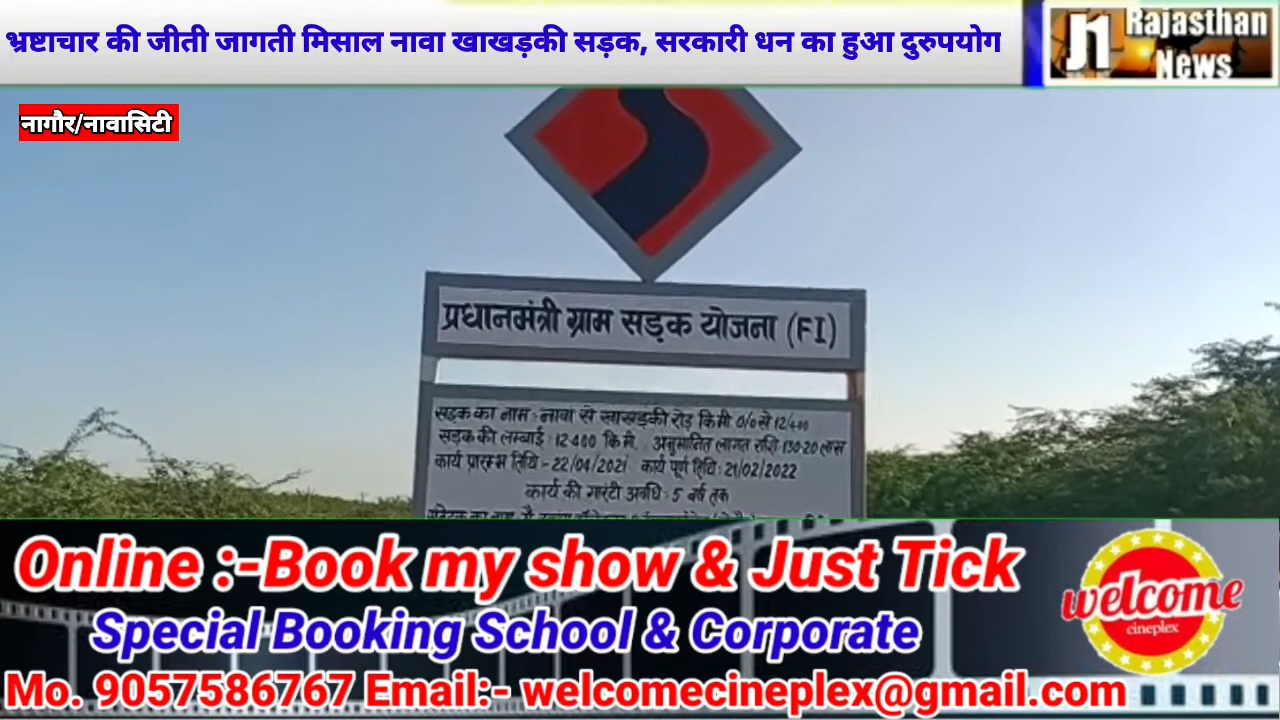 भ्रष्टाचार की जीती जागती मिसाल नावा खाखड़की सड़क, सरकारी धन का हुआ दुरुपयोग
J1 Rajasthan
News
नागौर/नावासिटी
प्रधानमंत्री ग्राम सड़क योजना (FI)
सड़क का नाम :- नावां से खाखड़की रोड़ किमी 0/0 से 12/400
सड़क की लम्बाई : 12.400 कि मी. अनुमानित लागत राशि : 130.20 लाख
कार्य प्रारम्भ तिथि - 22/04/2021 कार्य पूर्ण तिथि : 21/02/2022
कार्य की गारंटी अवधि : 5 वर्ष तक
Online :-Book my show & Just Tick
Special Booking School & Corporate
welcome
cineplex
Mo. 9057586767 Email:- welcomecineplex@gmail.com